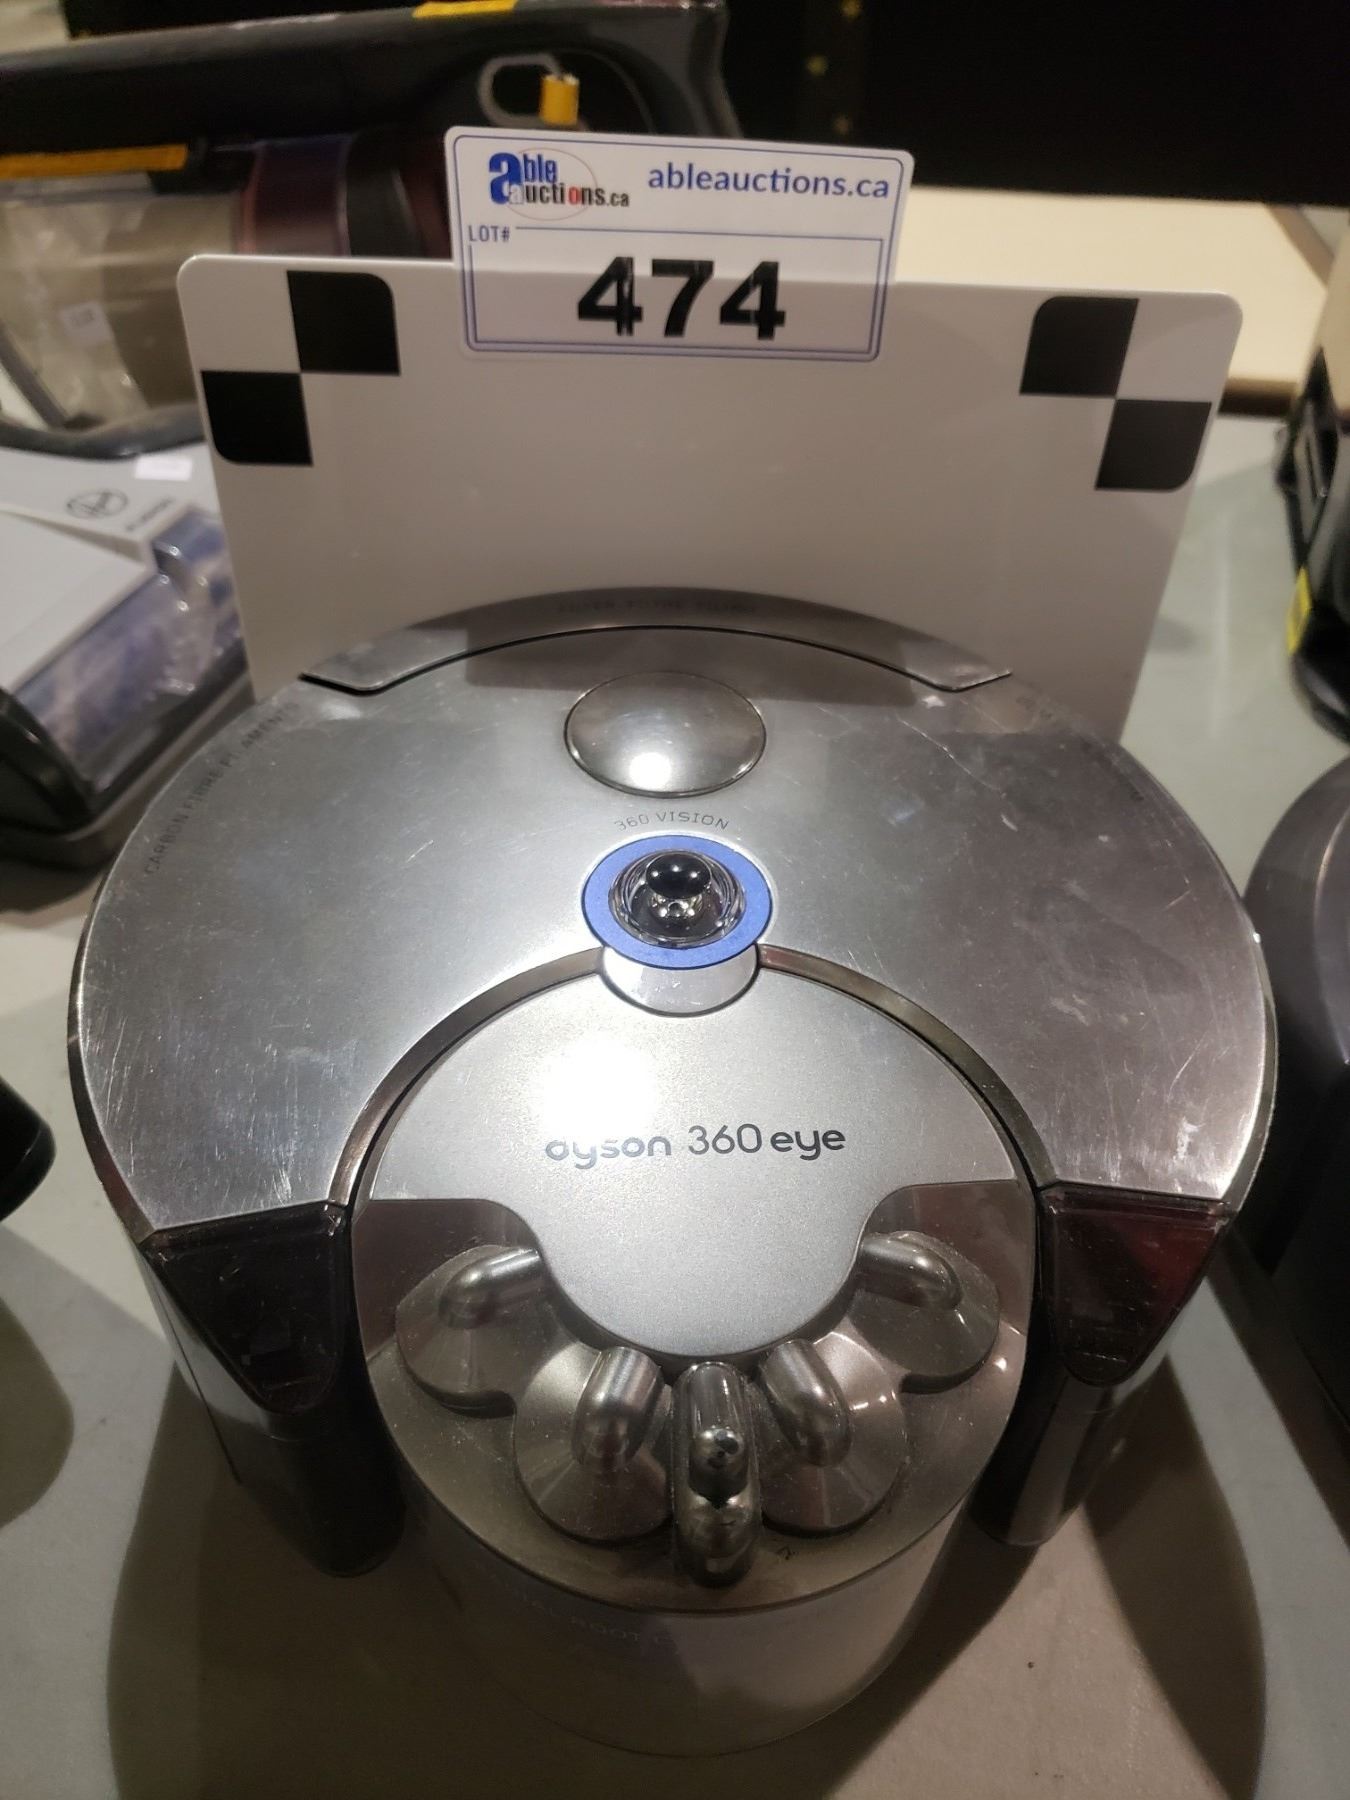 able
auctions.ca
ableauctions.ca
LOT#
474
CARBON FIBRE FILAMENTS
360 VISION
dyson 360 eye